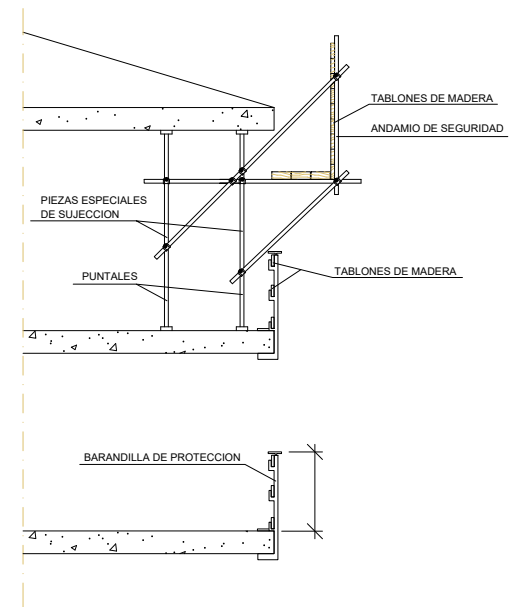 TABLONES DE MADERA
ANDAMIO DE SEGURIDAD
PIEZAS ESPECIALES
DE SUJECCION
PUNTALES
TABLONES DE MADERA
BARANDILLA DE PROTECCION